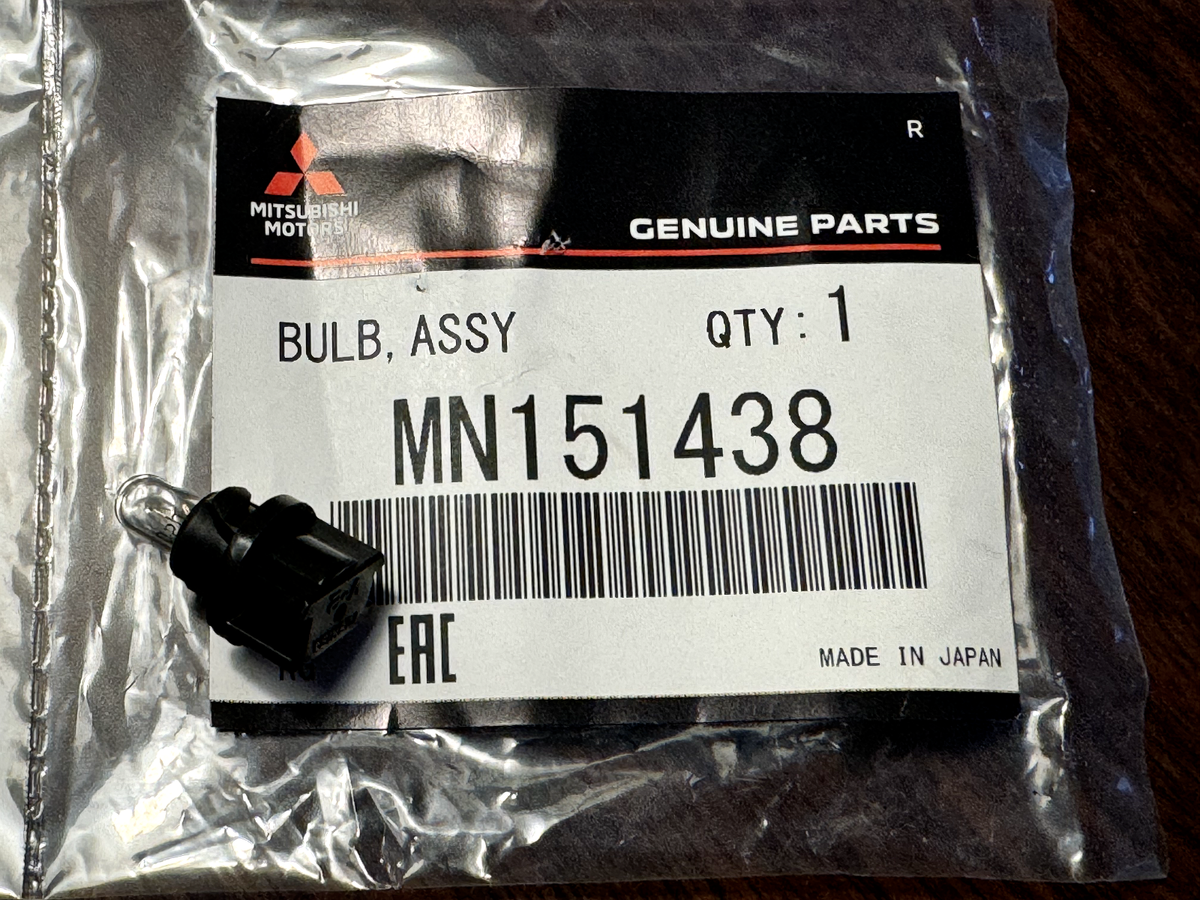 R
MITSUBISHI
MOTORS
GENUINE PARTS
BULB, ASSY
QTY: 1
MN151438
EAC
MADE IN JAPAN